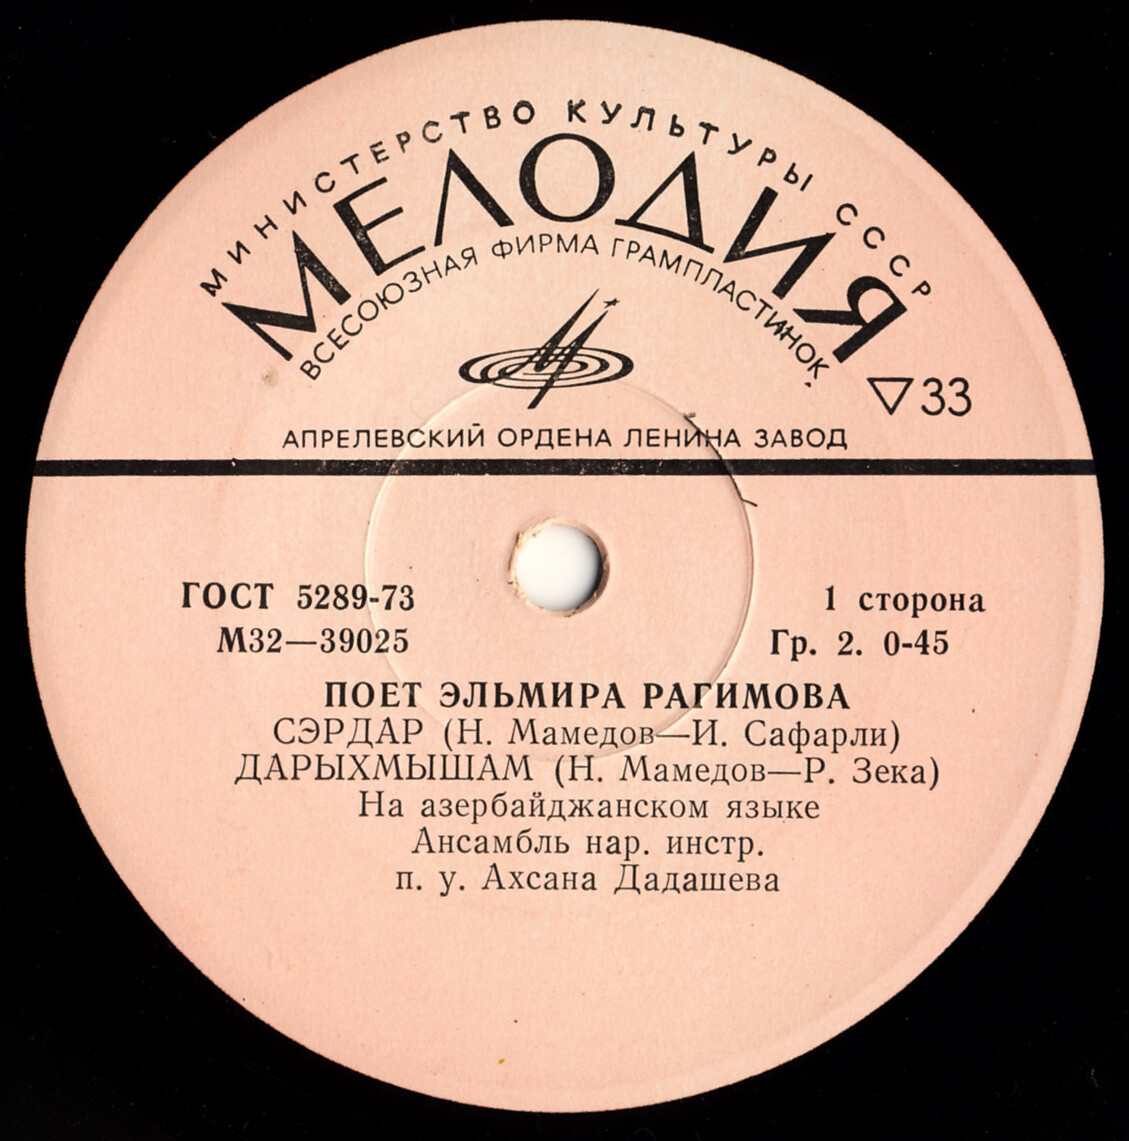 МИНИСТЕРСТВО КУЛЬТУРЫ СССР
МЕЛОДИЯ
ВСЕСОЮЗНАЯ ФИРМА ГРАМПЛАСТИНОК
33
АПРЕЛЕВСКИЙ ОРДЕНА ЛЕНИНА ЗАВОД
ГОСТ 5289-73 1 сторона
М32—39025 Гр. 2. 0-45
ПОЕТ ЭЛЬМИРА РАГИМОВА
СЭРДАР (Н. Мамедов—И. Сафарли)
ДАРЫХМЫШАМ (Н. Мамедов—Р. Зека)
На азербайджанском языке
Ансамбль нар. инстр.
п. у. Ахсана Дадашева